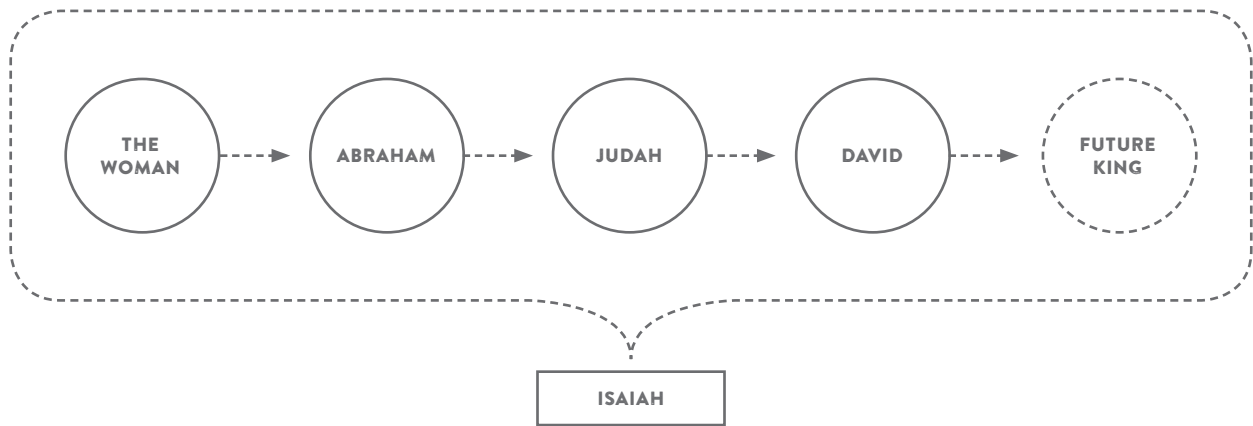 THE
WOMAN
ABRAHAM
JUDAH
DAVID
FUTURE
KING
ISAIAH